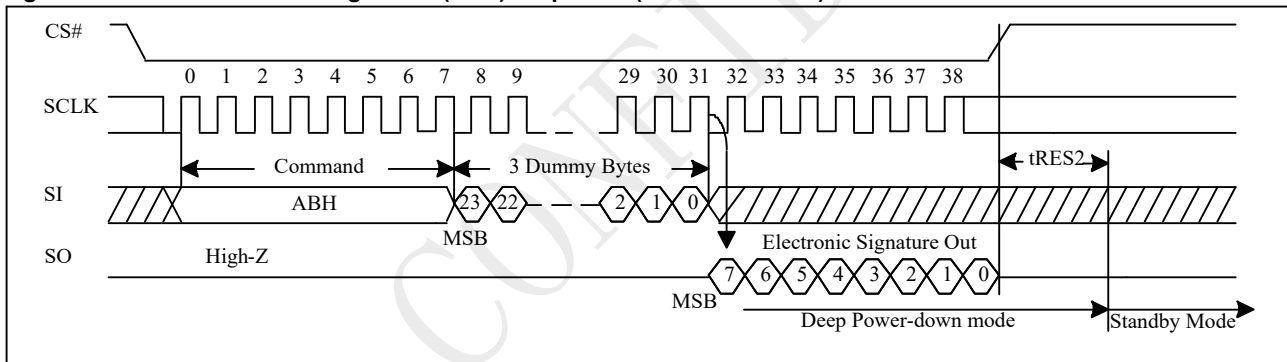 CS#
0 1 2 3 4 5 6 7 8 9 29 30 31 32 33 34 35 36 37 38
SCLK
Command 3 Dummy Bytes tRES2
SI ABH 23 22 2 1 0
MSB
SO High-Z Electronic Signature Out
7 6 5 4 3 2 1 0
MSB
Deep Power-down mode Standby Mode